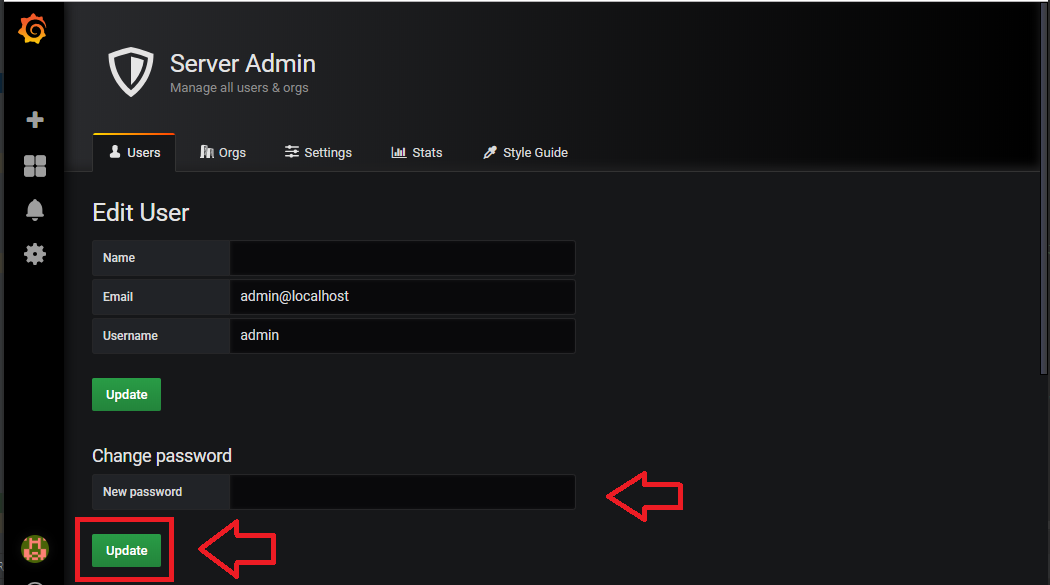 Server Admin
Manage all users & orgs
Users Orgs Settings Stats Style Guide
Edit User
Name
Email admin@localhost
Username admin
Update
Change password
New password
Update